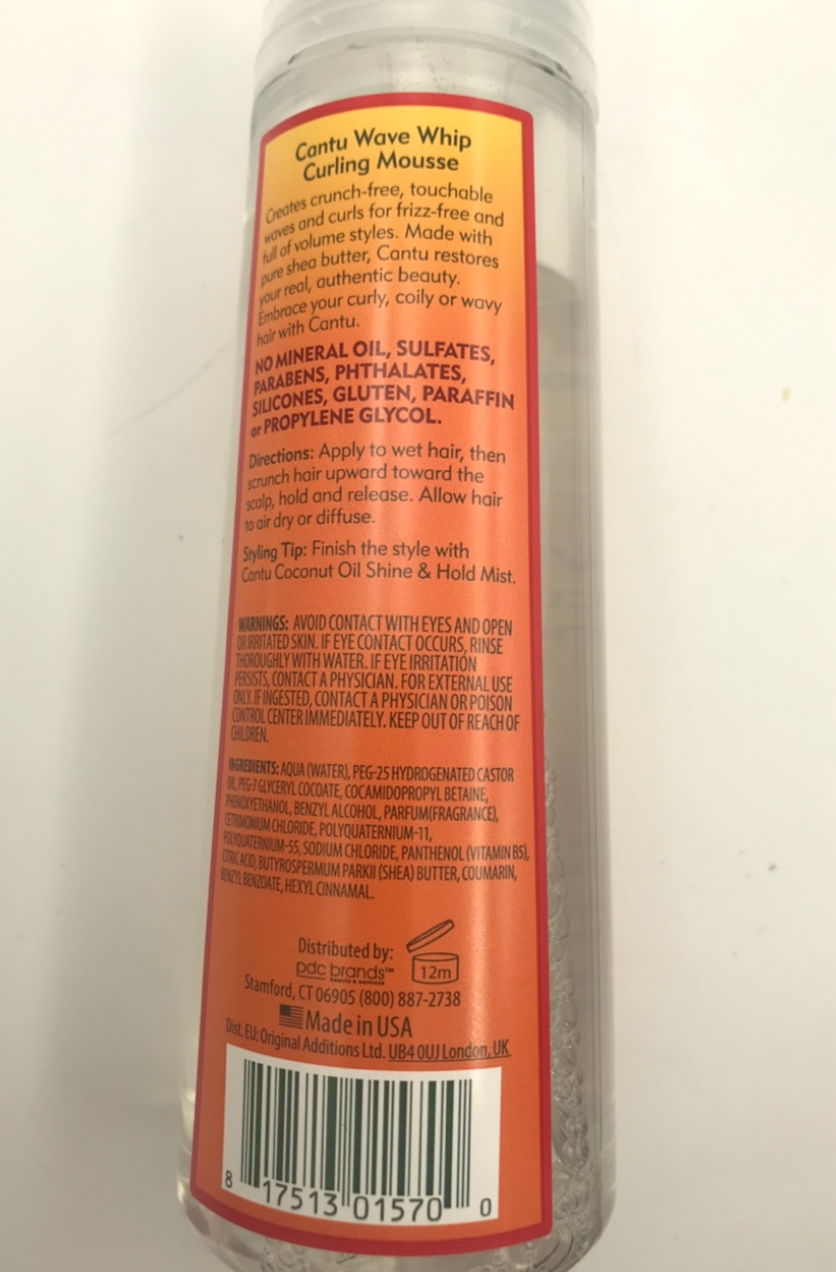 Cantu Wave Whip
Curling Mousse
Creates crunch-free, touchable
waves and curls for frizz-free and
full of volume styles. Made with
pure shea butter, Cantu restores
your real, authentic beauty.
Embrace your curly, coily or wavy
hair with Cantu.
NO MINERAL OIL, SULFATES,
PARABENS, PHTHALATES,
SILICONES, GLUTEN, PARAFFIN
or PROPYLENE GLYCOL.
Directions: Apply to wet hair, then
scrunch hair upward toward the
scalp, hold and release. Allow hair
to air dry or diffuse.
Styling Tip: Finish the style with
Cantu Coconut Oil Shine & Hold Mist.
WARNINGS: AVOID CONTACT WITH EYES AND OPEN
OR IRRITATED SKIN. IF EYE CONTACT OCCURS, RINSE
THOROUGHLY WITH WATER. IF EYE IRRITATION
PERSISTS, CONTACT A PHYSICIAN. FOR EXTERNAL USE
ONLY. IF INGESTED, CONTACT A PHYSICIAN OR POISON
CONTROL CENTER IMMEDIATELY. KEEP OUT OF REACH OF
CHILDREN.
INGREDIENTS: AQUA (WATER), PEG-25 HYDROGENATED CASTOR
OIL, PEG-7 GLYCERYL COCOATE, COCAMIDOPROPYL BETAINE,
PHENOXYETHANOL, BENZYL ALCOHOL, PARFUM(FRAGRANCE),
CETRIMONIUM CHLORIDE, POLYQUATERNIUM-11,
POLYQUATERNIUM-55, SODIUM CHLORIDE, PANTHENOL (VITAMIN B5),
CITRIC ACID, BUTYROSPERMUM PARKII (SHEA) BUTTER, COUMARIN,
BENZYL BENZOATE, HEXYL CINNAMAL.
Distributed by:
pdc brands™
beauty & wellness
12m
Stamford, CT 06905 (800) 887-2738
Made in USA
Dist. EU: Original Additions Ltd. UB4 0UJ London, UK
8 17513 01570 0